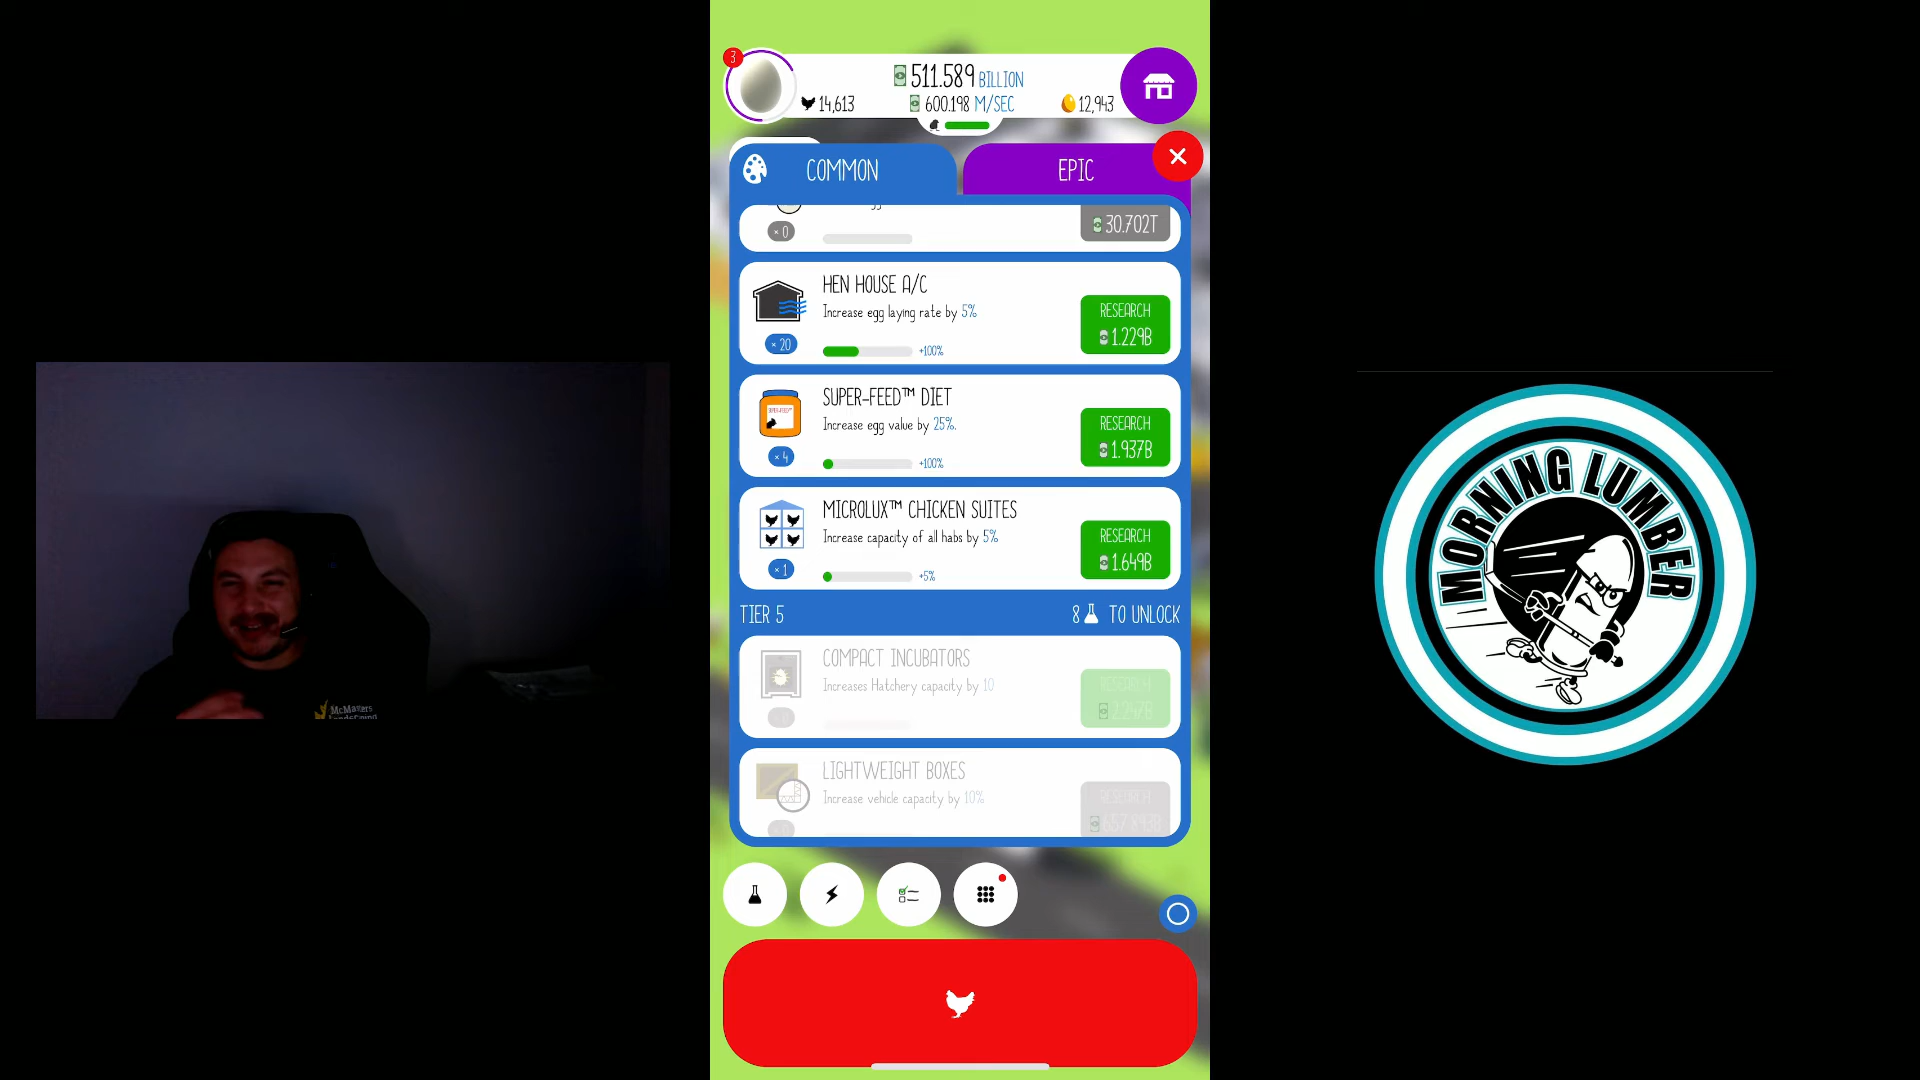 3
511.589 BILLION
14,613
600.198 M/SEC
12,943
COMMON
EPIC
× 0
30.702T
HEN HOUSE A/C
Increase egg laying rate by 5%
× 20
+100%
RESEARCH
1.229B
SUPER-FEED™ DIET
Increase egg value by 25%.
× 4
+100%
RESEARCH
1.937B
MICROLUX™ CHICKEN SUITES
Increase capacity of all habs by 5%
× 1
+5%
RESEARCH
1.649B
TIER 5
8 TO UNLOCK
COMPACT INCUBATORS
Increases Hatchery capacity by 10
RESEARCH
LIGHTWEIGHT BOXES
Increase vehicle capacity by 10%
RESEARCH
McMasters
MORNING LUMBER